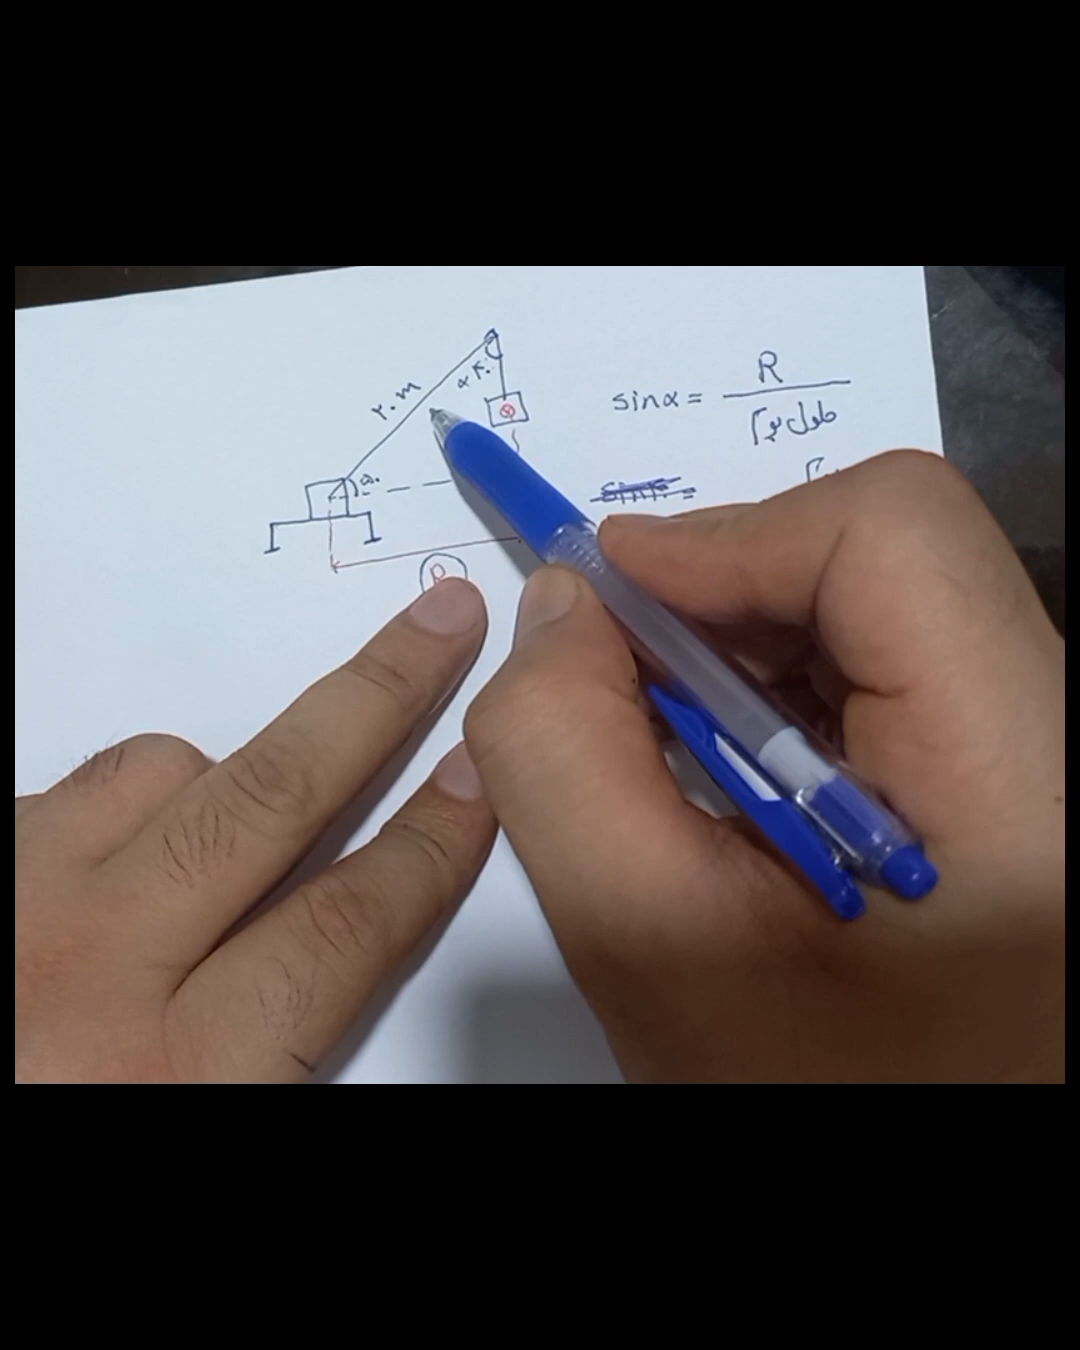 ۲۰m
α ۴۰
۵۰
R
sinα = R
طول بوم